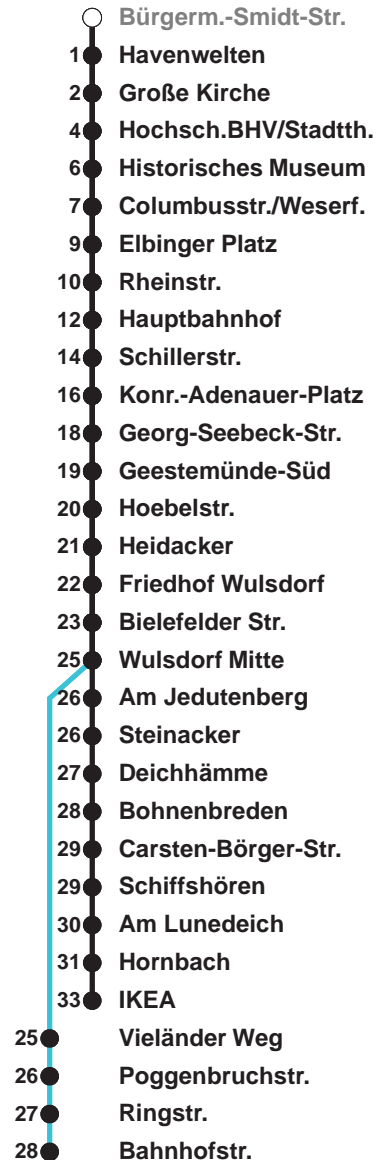 Bürgerm.-Smidt-Str.
1 Havenwelten
2 Große Kirche
4 Hochsch.BHV/Stadtth.
6 Historisches Museum
7 Columbusstr./Weserf.
9 Elbinger Platz
10 Rheinstr.
12 Hauptbahnhof
14 Schillerstr.
16 Konr.-Adenauer-Platz
18 Georg-Seebeck-Str.
19 Geestemünde-Süd
20 Hoebelstr.
21 Heidacker
22 Friedhof Wulsdorf
23 Bielefelder Str.
25 Wulsdorf Mitte
26 Am Jedutenberg
26 Steinacker
27 Deichhämme
28 Bohnenbreden
29 Carsten-Börger-Str.
29 Schiffshören
30 Am Lunedeich
31 Hornbach
33 IKEA
25 Vieländer Weg
26 Poggenbruchstr.
27 Ringstr.
28 Bahnhofstr.